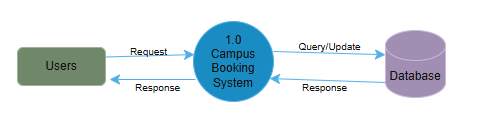 Users
Request
Response
1.0
Campus
Booking
System
Query/Update
Response
Database